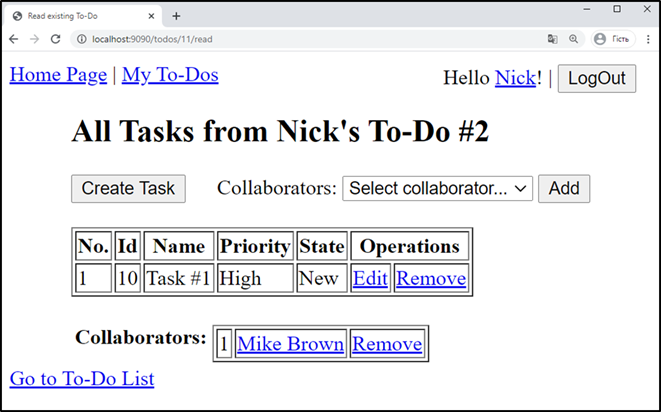 Read existing To-Do
localhost:9090/todos/11/read
Гість
Home Page | My To-Dos
Hello Nick! | LogOut
All Tasks from Nick's To-Do #2
Create Task Collaborators: Select collaborator... Add
No. Id Name Priority State Operations
1 10 Task #1 High New Edit Remove
Collaborators: 1 Mike Brown Remove
Go to To-Do List